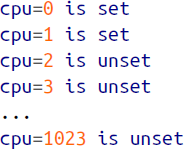 cpu=0 is set
cpu=1 is set
cpu=2 is unset
cpu=3 is unset
...
cpu=1023 is unset